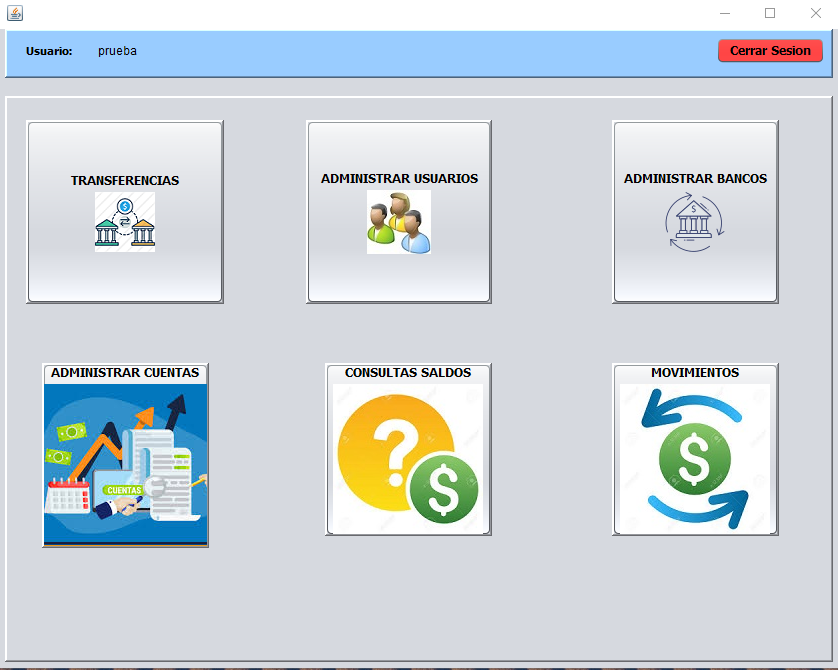 Usuario: prueba
Cerrar Sesion
TRANSFERENCIAS
ADMINISTRAR USUARIOS
ADMINISTRAR BANCOS
ADMINISTRAR CUENTAS
CUENTAS
CONSULTAS SALDOS
MOVIMIENTOS